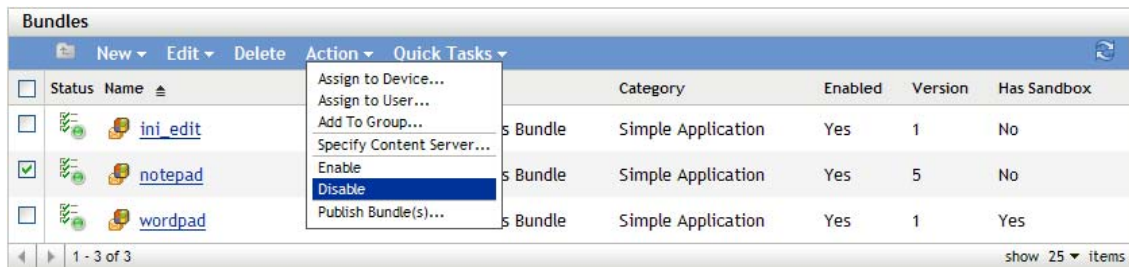 Bundles
New Edit Delete Action Quick Tasks
Status Name Category Enabled Version Has Sandbox
Assign to Device...
Assign to User...
Add To Group...
Specify Content Server...
Enable
Disable
Publish Bundle(s)...
ini_edit s Bundle Simple Application Yes 1 No
notepad s Bundle Simple Application Yes 5 No
wordpad s Bundle Simple Application Yes 1 Yes
1 - 3 of 3 show 25 items